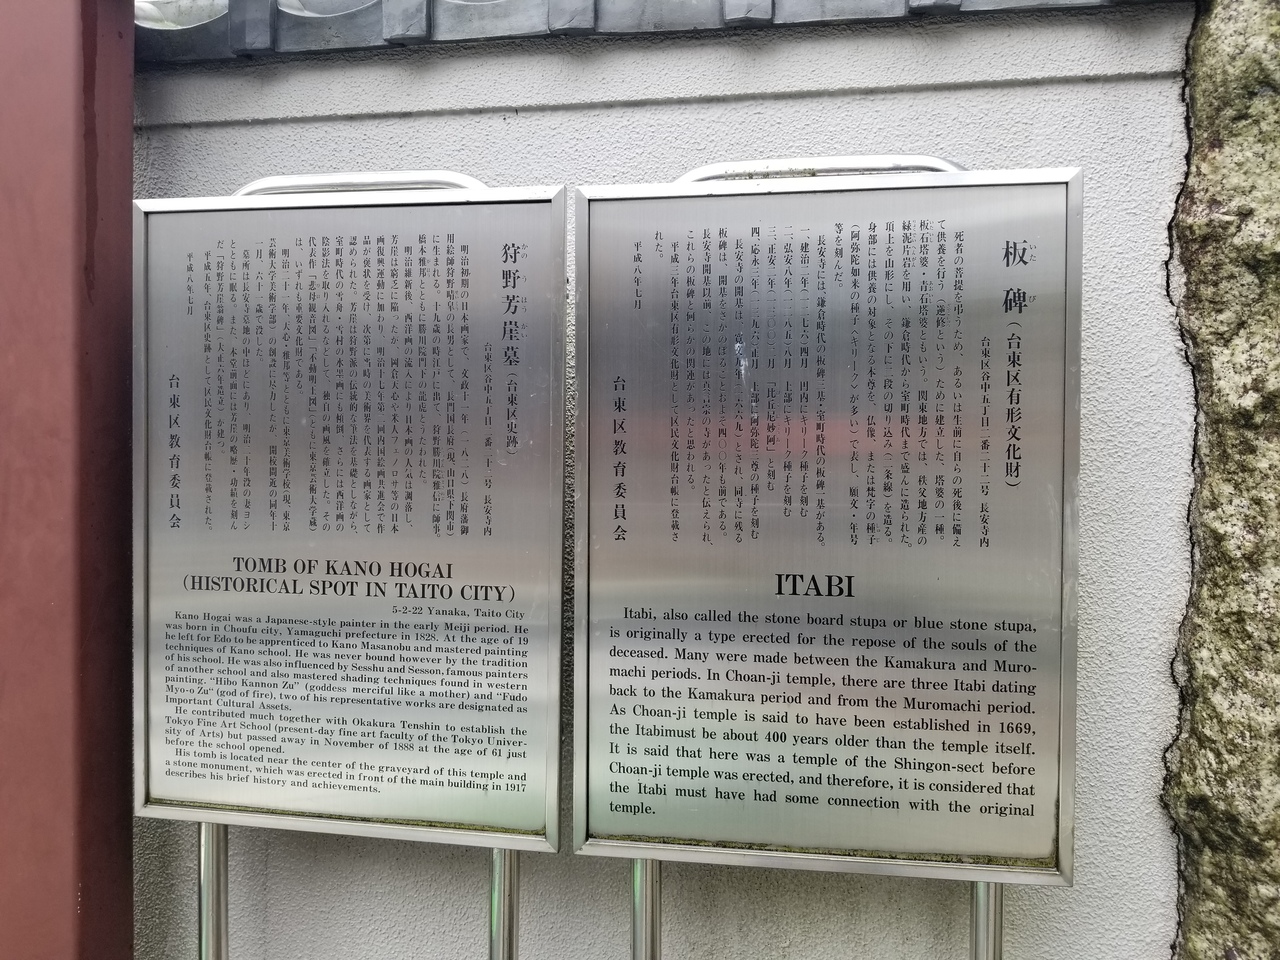 狩野芳崖墓(台東区史跡)
台東区谷中五丁目二番二十二号 長安寺内
明治初期の日本画家で、文政十一年(一八二八)、長府藩御
用絵師狩野晴皐の長男として、長門国長府(現、山口県下関市)
に生まれる。十九歳の時江戸に出て、狩野勝川院雅信に師事。
橋本雅邦とともに、勝川院門下の龍虎とうたわれた。
明治維新後、西洋画の流入により日本画の人気は凋落し、
芳崖は窮乏に陥ったが、岡倉天心や米人フェノロサ等の日本
画復興運動に加わり、明治十七年第二回内国絵画共進会で作
品が褒状を受け、次第に当時の美術界を代表する画家として
認められた。芳崖は狩野派の伝統的な筆法を基礎としながら、
室町時代の雪舟・雪村の水墨画にも傾倒、さらには西洋画の
陰影法を取り入れるなどして、独自の画風を確立した。その
代表作「悲母観音図」「不動明王図」(ともに東京芸術大学蔵)
は、いずれも重要文化財である。
明治二十一年、天心・雅邦等とともに東京美術学校(現、東京
芸術大学美術学部)の創設に尽力したが、開校間近の同年十
一月、六十一歳で没した。
墓所は長安寺墓地の中ほどにあり、明治二十年没の妻ヨシ
とともに眠る。また、本堂前面には芳崖の略歴・功績を刻ん
だ「狩野芳崖翁碑」(大正六年造立)が建つ。
平成五年、台東区史跡として区民文化財台帳に登載された。
平成八年七月
台東区教育委員会
TOMB OF KANO HOGAI
(HISTORICAL SPOT IN TAITO CITY)
5-2-22 Yanaka, Taito City
Kano Hogai was a Japanese-style painter in the early Meiji period. He
was born in Choufu city, Yamaguchi prefecture in 1828. At the age of 19
he left for Edo to be apprenticed to Kano Masanobu and mastered painting
techniques of Kano school. He was never bound however by the tradition
of his school. He was also influenced by Sesshu and Sesson, famous painters
of another school and also mastered shading techniques found in western
painting. "Hibo Kannon Zu" (goddess merciful like a mother) and "Fudo
Myo-o Zu" (god of fire), two of his representative works are designated as
Important Cultural Assets.
He contributed much together with Okakura Tenshin to establish the
Tokyo Fine Art School (present-day fine art faculty of the Tokyo Univer-
sity of Arts) but passed away in November of 1888 at the age of 61 just
before the school opened.
His tomb is located near the center of the graveyard of this temple and
a stone monument, which was erected in front of the main building in 1917
describes his brief history and achievements.
板碑(台東区有形文化財)
台東区谷中五丁目二番二十二号 長安寺内
死者の菩提を弔うため、あるいは生前に自らの死後に備え
て供養を行う(逆修という)ために建立した、塔婆の一種。
板石塔婆・青石塔婆ともいう。関東地方では、秩父地方産の
緑泥片岩を用い、鎌倉時代から室町時代まで盛んに造られた。
頂上を山形にし、その下に二段の切り込み(二条線)を造る。
身部には供養の対象となる本尊を、仏像、または梵字の種子
(阿弥陀如来の種子〈キリーク〉が多い)で表し、願文・年号
等を刻んだ。
長安寺には、鎌倉時代の板碑三基・室町時代の板碑一基がある。
一、建治二年(一二七六)四月 円内にキリーク種子を刻む
二、弘安八年(一二八五)八月 上部にキリーク種子を刻む
三、正安二年(一三〇〇)二月 「比丘尼妙阿」と刻む
四、応永三年(一三九六)正月 上部に阿弥陀三尊の種子を刻む
長安寺の開基は、寛文九年(一六六九)とされ、同寺に残る
板碑は、開基をさかのぼることおよそ四〇〇年も前である。
長安寺開基以前、この地には真言宗の寺があったと伝えられ、
これらの板碑と何らかの関連があったと思われる。
平成三年台東区有形文化財として区民文化財台帳に登載さ
れた。
平成八年七月
台東区教育委員会
ITABI
Itabi, also called the stone board stupa or blue stone stupa,
is originally a type erected for the repose of the souls of the
deceased. Many were made between the Kamakura and Muro-
machi periods. In Choan-ji temple, there are three Itabi dating
back to the Kamakura period and from the Muromachi period.
As Choan-ji temple is said to have been established in 1669,
the Itabimust be about 400 years older than the temple itself.
It is said that here was a temple of the Shingon-sect before
Choan-ji temple was erected, and therefore, it is considered that
the Itabi must have had some connection with the original
temple.